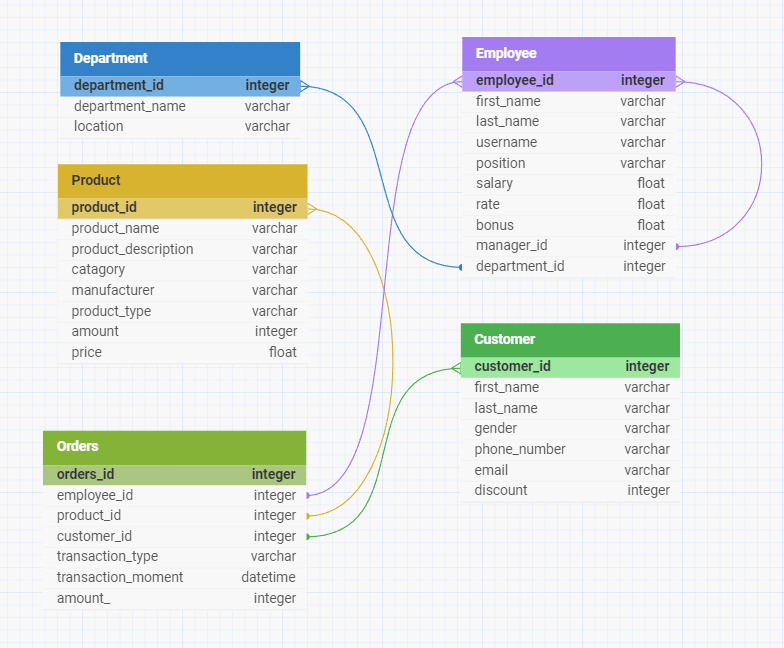 Department
department_id integer
department_name varchar
location varchar
Product
product_id integer
product_name varchar
product_description varchar
catagory varchar
manufacturer varchar
product_type varchar
amount integer
price float
Orders
orders_id integer
employee_id integer
product_id integer
customer_id integer
transaction_type varchar
transaction_moment datetime
amount_ integer
Employee
employee_id integer
first_name varchar
last_name varchar
username varchar
position varchar
salary float
rate float
bonus float
manager_id integer
department_id integer
Customer
customer_id integer
first_name varchar
last_name varchar
gender varchar
phone_number varchar
email varchar
discount integer